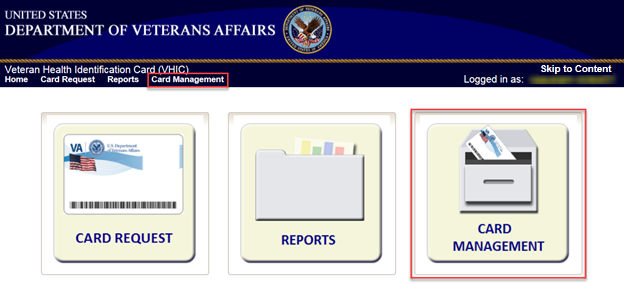 UNITED STATES
DEPARTMENT OF VETERANS AFFAIRS
Veteran Health Identification Card (VHIC)
Skip to Content
Home Card Request Reports Card Management
Logged in as:
VA
U.S. Department
of Veterans Affairs
CARD REQUEST
REPORTS
CARD
MANAGEMENT